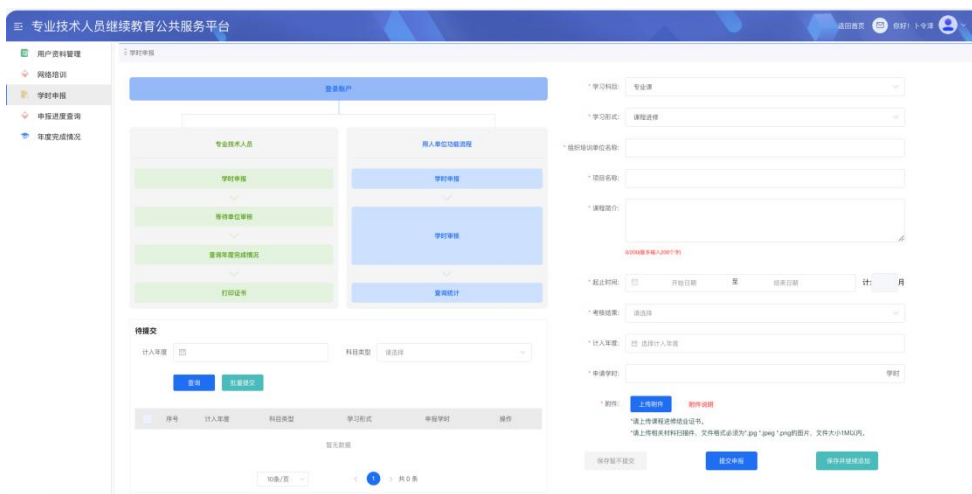 专业技术人员继续教育公共服务平台
返回首页
用户资料管理
网络培训
学时申报
申报进度查询
年度完成情况
学时申报
登录账户
专业技术人员
学时申报
等待单位审核
查询年度完成情况
打印证书
用人单位功能流程
学时申报
学时审核
查询统计
待提交
计入年度
科目类型 请选择
查询 批量提交
序号 计入年度 科目类型 学习形式 申报学时 操作
暂无数据
10条/页 1 共 0 条
*学习科目: 专业课
*学习形式: 课程进修
*组织培训单位名称:
*项目名称:
*课程简介:
0/200(最多输入200个字)
*起止时间: 开始日期 至 结束日期 计: 月
*考核结果: 请选择
*计入年度: 选择计入年度
*申请学时: 学时
*附件: 上传附件 附件说明
*请上传课程进修结业证书。
*请上传相关材料扫描件，文件格式必须为*.jpg *.jpeg *.png的图片，文件大小1M以内。
保存暂不提交 提交申报 保存并继续添加